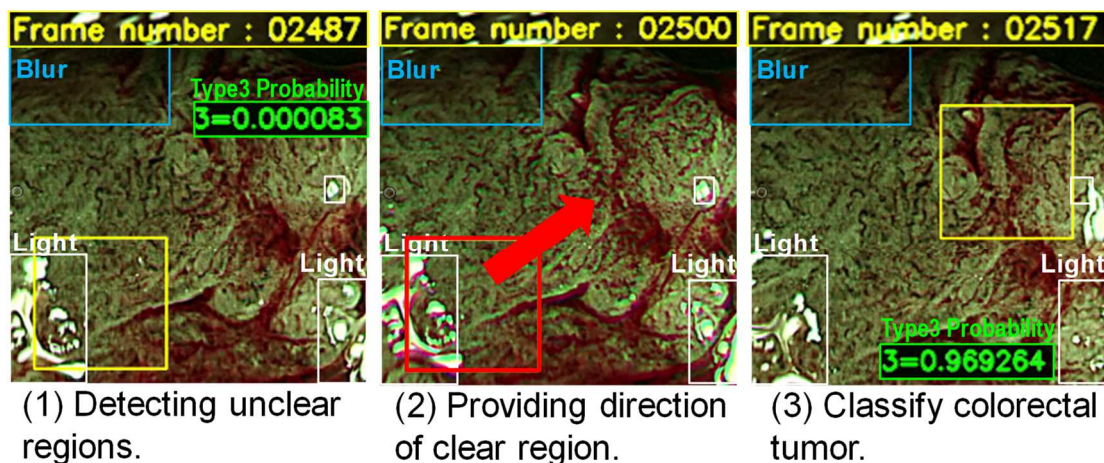 Frame number : 02487
Blur
Type3 Probability
3=0.000083
Light
Light
(1) Detecting unclear
regions.
Frame number : 02500
Blur
Light
Light
(2) Providing direction
of clear region.
Frame number : 02517
Blur
Light
Light
Type3 Probability
3=0.969264
(3) Classify colorectal
tumor.